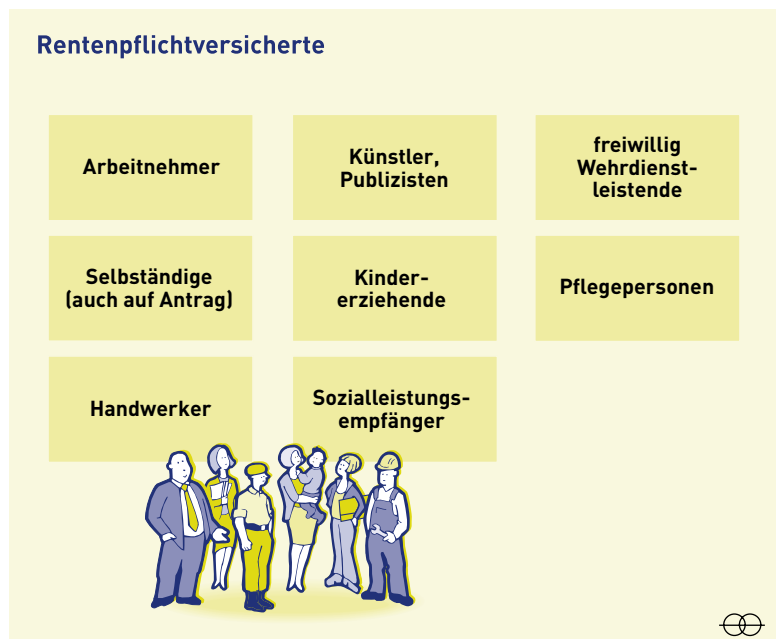 Rentenpflichtversicherte
Arbeitnehmer
Künstler,
Publizisten
freiwillig
Wehrdienst-
leistende
Selbständige
(auch auf Antrag)
Kinder-
erziehende
Pflegepersonen
Handwerker
Sozialleistungs-
empfänger